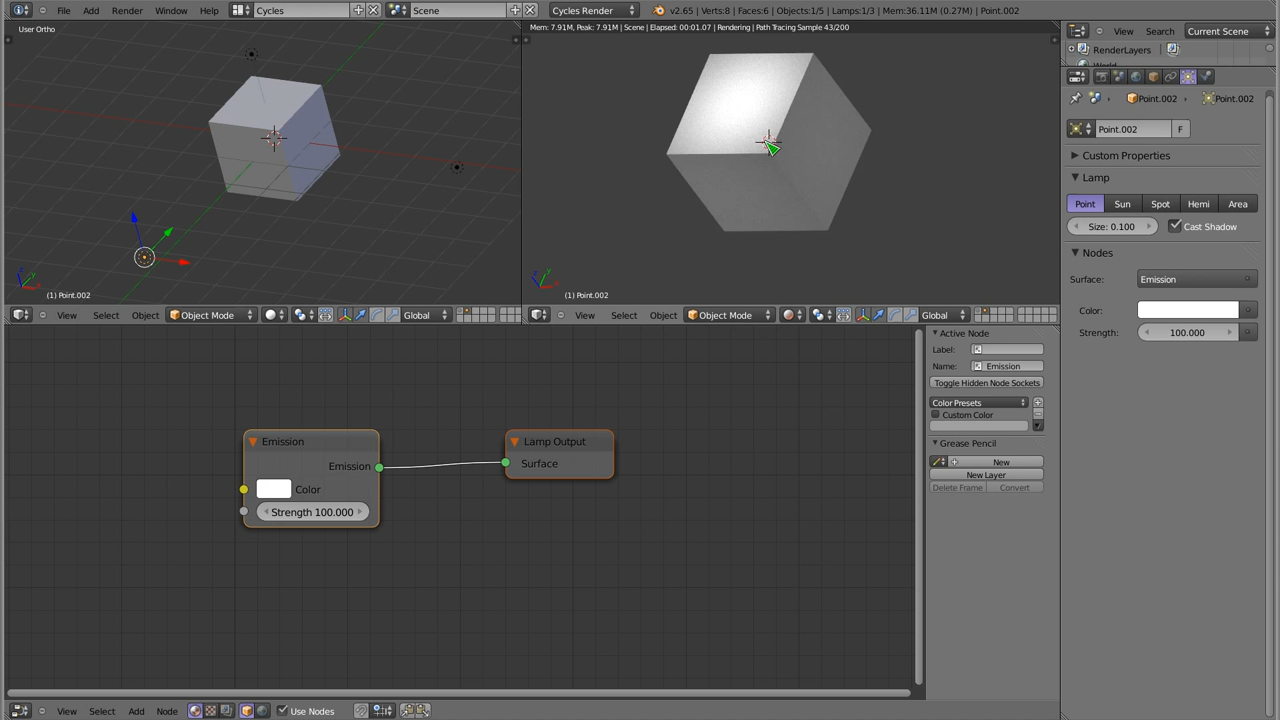 File Add Render Window Help Cycles Scene Cycles Render v2.65 | Verts:8 | Faces:6 | Objects:1/5 | Lamps:1/3 | Mem:36.11M (0.27M) | Point.002
User Ortho
Mem: 7.91M, Peak: 7.91M | Scene | Elapsed: 00:01.07 | Rendering | Path Tracing Sample 43/200
View Search Current Scene
RenderLayers
Point.002 Point.002
Point.002 F
Custom Properties
Lamp
Point Sun Spot Hemi Area
Size: 0.100 Cast Shadow
Nodes
Surface: Emission
Color:
Strength: 100.000
(1) Point.002
(1) Point.002
View Select Object Object Mode Global
View Select Object Object Mode Global
Active Node
Label:
Name: Emission
Toggle Hidden Node Sockets
Color Presets
Custom Color
Grease Pencil
New
New Layer
Delete Frame Convert
Emission
Emission
Color
Strength 100.000
Lamp Output
Surface
View Select Add Node Use Nodes